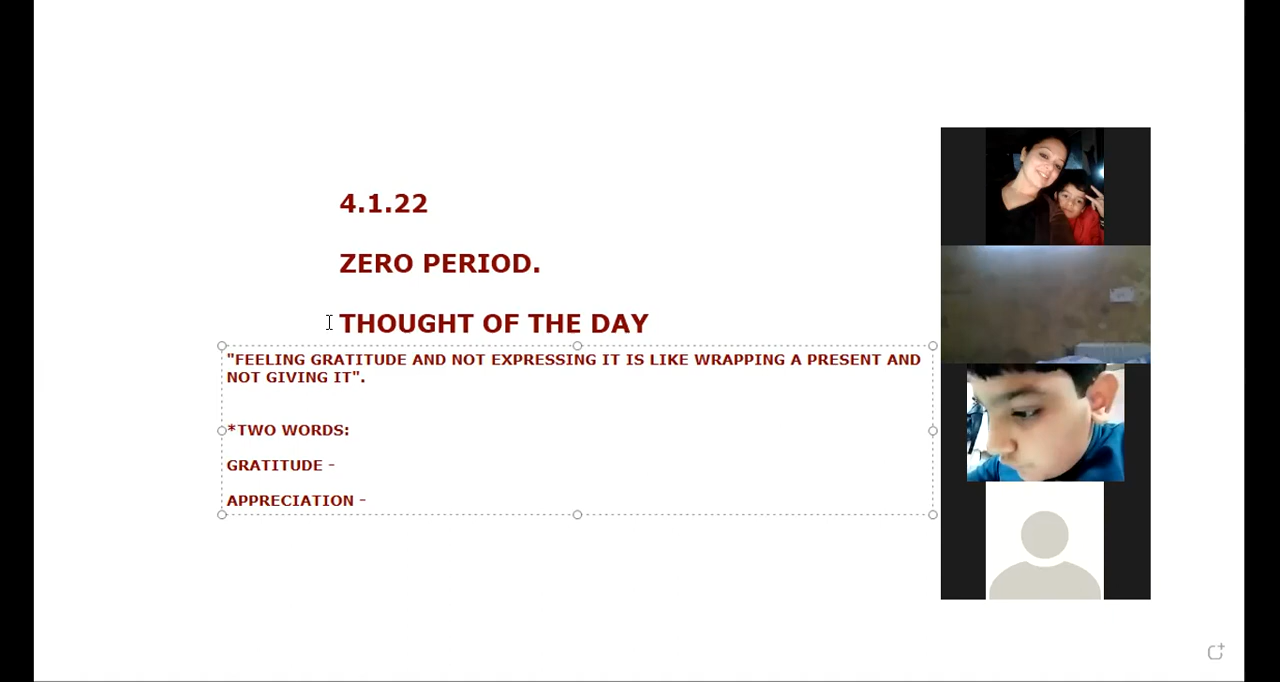 4.1.22
ZERO PERIOD.
THOUGHT OF THE DAY
"FEELING GRATITUDE AND NOT EXPRESSING IT IS LIKE WRAPPING A PRESENT AND
NOT GIVING IT".
*TWO WORDS:
GRATITUDE -
APPRECIATION -